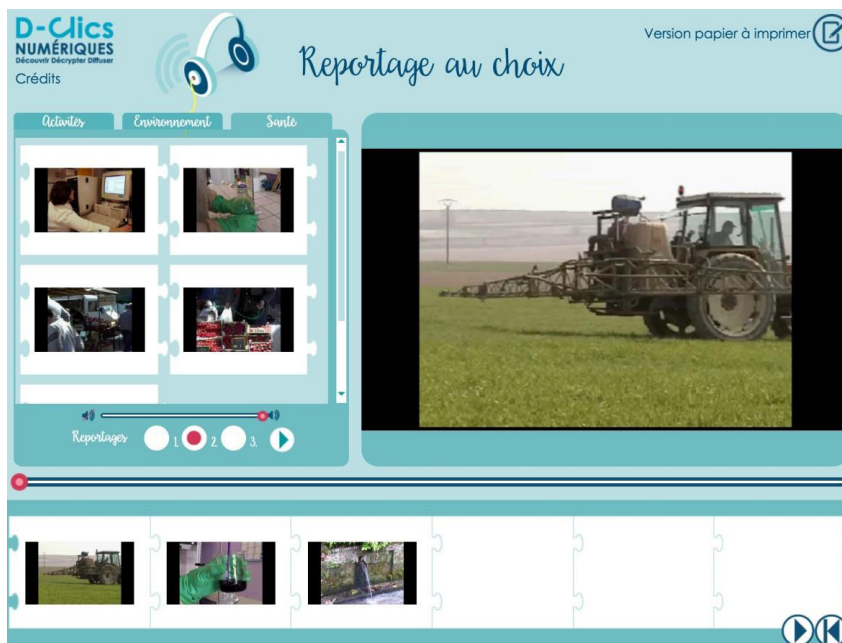 D-Clics
NUMÉRIQUES
Découvrir Décrypter Diffuser
Crédits
Reportage au choix
Version papier à imprimer
Activités
Environnement
Santé
Reportages
1.
2.
3.